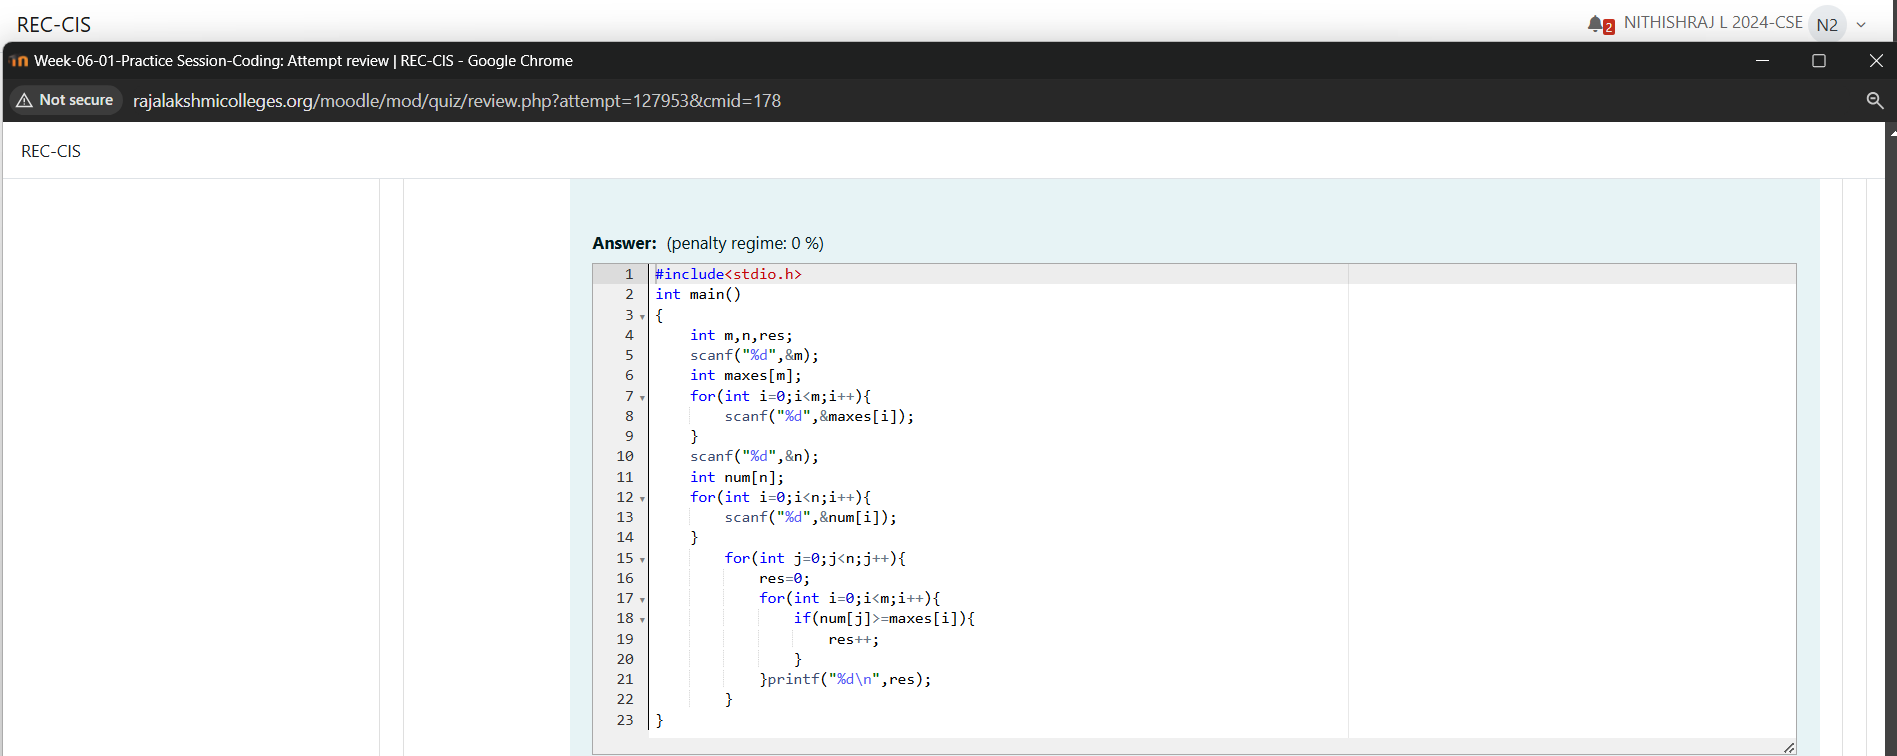 REC-CIS
2 NITHISHRAJ L 2024-CSE N2
in Week-06-01-Practice Session-Coding: Attempt review | REC-CIS - Google Chrome
Not secure rajalakshmicolleges.org/moodle/mod/quiz/review.php?attempt=127953&cmid=178
REC-CIS
Answer: (penalty regime: 0 %)
1 #include<stdio.h>
2 int main()
3 {
4 int m,n,res;
5 scanf("%d",&m);
6 int maxes[m];
7 for(int i=0;i<m;i++){
8 scanf("%d",&maxes[i]);
9 }
10 scanf("%d",&n);
11 int num[n];
12 for(int i=0;i<n;i++){
13 scanf("%d",&num[i]);
14 }
15 for(int j=0;j<n;j++){
16 res=0;
17 for(int i=0;i<m;i++){
18 if(num[j]>=maxes[i]){
19 res++;
20 }
21 }printf("%d\n",res);
22 }
23 }